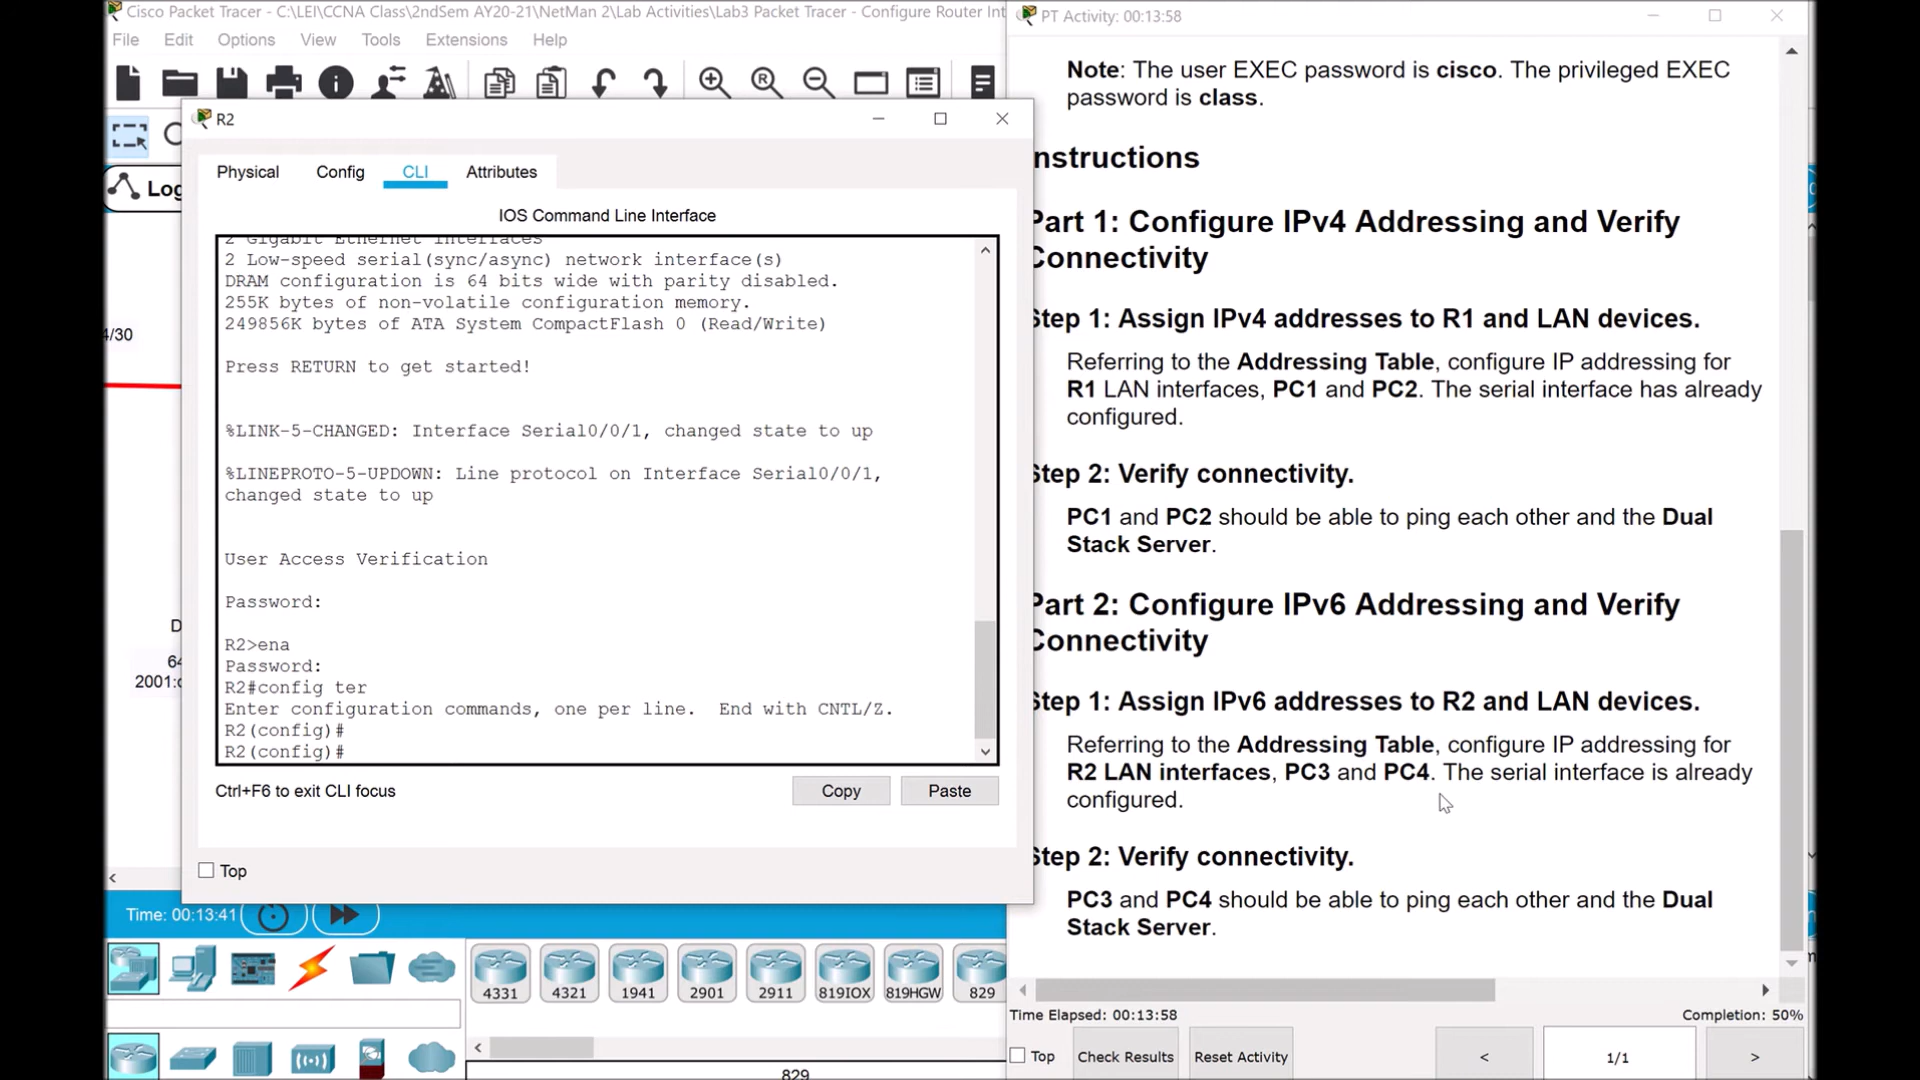 Cisco Packet Tracer - C:\LEI\CCNA Class\2ndSem AY20-21\NetMan 2\Lab Activities\Lab3 Packet Tracer - Configure Router Int
File Edit Options View Tools Extensions Help
Log
4/30
D
64
2001:
R2
Physical Config CLI Attributes
IOS Command Line Interface
2 Gigabit Ethernet interfaces
2 Low-speed serial(sync/async) network interface(s)
DRAM configuration is 64 bits wide with parity disabled.
255K bytes of non-volatile configuration memory.
249856K bytes of ATA System CompactFlash 0 (Read/Write)
Press RETURN to get started!
%LINK-5-CHANGED: Interface Serial0/0/1, changed state to up
%LINEPROTO-5-UPDOWN: Line protocol on Interface Serial0/0/1,
changed state to up
User Access Verification
Password:
R2>ena
Password:
R2#config ter
Enter configuration commands, one per line.  End with CNTL/Z.
R2(config)#
R2(config)#
Ctrl+F6 to exit CLI focus
Copy Paste
Top
Time: 00:13:41
4331 4321 1941 2901 2911 819IOX 819HGW 829
829
PT Activity: 00:13:58
Note: The user EXEC password is cisco. The privileged EXEC
password is class.
nstructions
Part 1: Configure IPv4 Addressing and Verify
Connectivity
Step 1: Assign IPv4 addresses to R1 and LAN devices.
Referring to the Addressing Table, configure IP addressing for
R1 LAN interfaces, PC1 and PC2. The serial interface has already
configured.
Step 2: Verify connectivity.
PC1 and PC2 should be able to ping each other and the Dual
Stack Server.
Part 2: Configure IPv6 Addressing and Verify
Connectivity
Step 1: Assign IPv6 addresses to R2 and LAN devices.
Referring to the Addressing Table, configure IP addressing for
R2 LAN interfaces, PC3 and PC4. The serial interface is already
configured.
Step 2: Verify connectivity.
PC3 and PC4 should be able to ping each other and the Dual
Stack Server.
Time Elapsed: 00:13:58 Completion: 50%
Top Check Results Reset Activity < 1/1 >